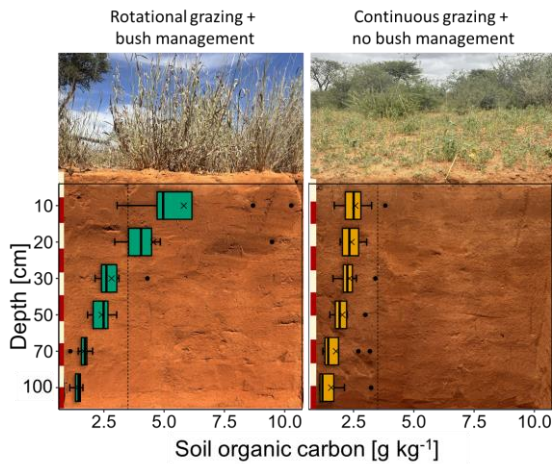 Rotational grazing +
bush management
Continuous grazing +
no bush management
Depth [cm]
10
20
30
50
70
100
2.5
5.0
7.5
10.0
2.5
5.0
7.5
10.0
Soil organic carbon [g kg⁻¹]